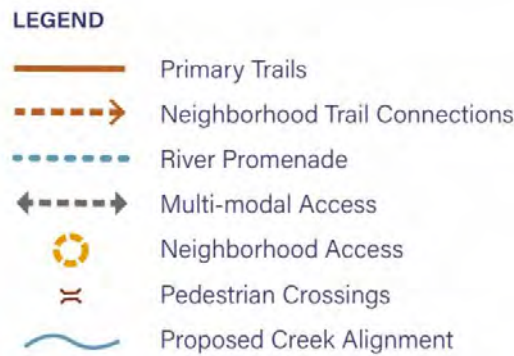 LEGEND
Primary Trails
Neighborhood Trail Connections
River Promenade
Multi-modal Access
Neighborhood Access
Pedestrian Crossings
Proposed Creek Alignment